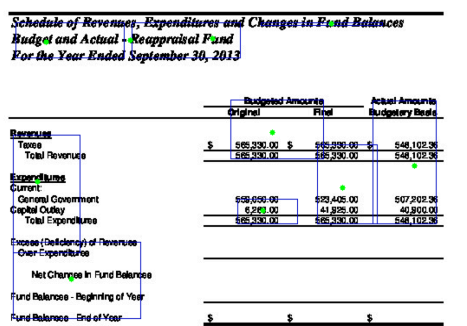 Schedule of Revenues, Expenditures and Changes in Fund Balances
Budget and Actual - Reappraisal Fund
For the Year Ended September 30, 2013
Budgeted Amounts Actual Amounts
Original Final Budgetary Basis
Revenues
Taxes $ 565,330.00 $ 565,330.00 $ 548,102.36
Total Revenues 565,330.00 565,330.00 548,102.36
Expenditures
Current:
General Government 559,050.00 523,405.00 507,202.36
Capital Outlay 6,280.00 41,925.00 40,900.00
Total Expenditures 565,330.00 565,330.00 548,102.36
Excess (Deficiency) of Revenues
Over Expenditures
Net Changes in Fund Balances
Fund Balances - Beginning of Year
Fund Balances - End of Year $ $ $